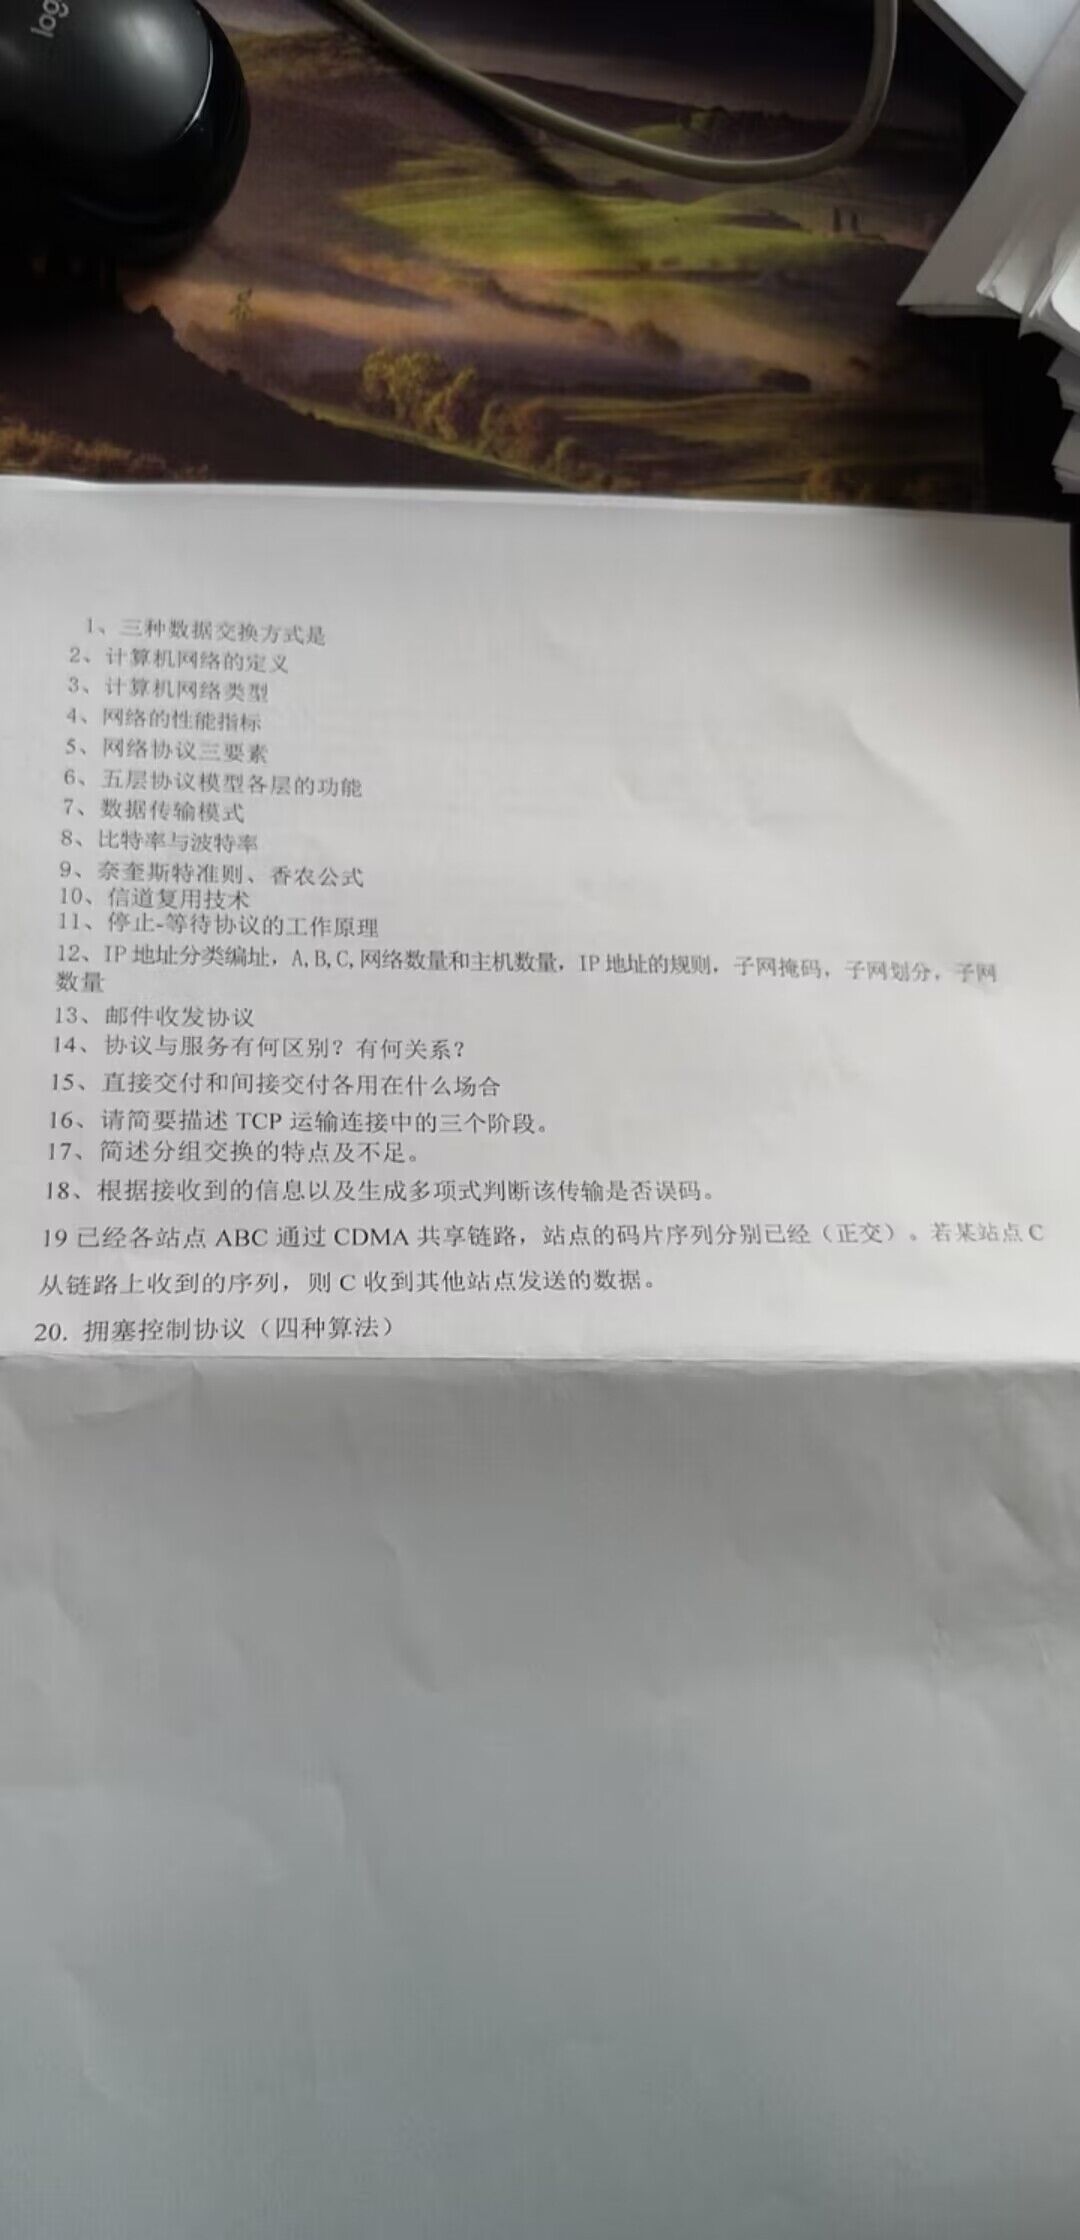 log
1、三种数据交换方式是
2、计算机网络的定义
3、计算机网络类型
4、网络的性能指标
5、网络协议三要素
6、五层协议模型各层的功能
7、数据传输模式
8、比特率与波特率
9、奈奎斯特准则、香农公式
10、信道复用技术
11、停止-等待协议的工作原理
12、IP 地址分类编址，A,B,C,网络数量和主机数量，IP 地址的规则，子网掩码，子网划分，子网
数量
13、邮件收发协议
14、协议与服务有何区别？有何关系？
15、直接交付和间接交付各用在什么场合
16、请简要描述 TCP 运输连接中的三个阶段。
17、简述分组交换的特点及不足。
18、根据接收到的信息以及生成多项式判断该传输是否误码。
19 已经各站点 ABC 通过 CDMA 共享链路，站点的码片序列分别已经（正交）。若某站点 C
从链路上收到的序列，则 C 收到其他站点发送的数据。
20. 拥塞控制协议（四种算法）